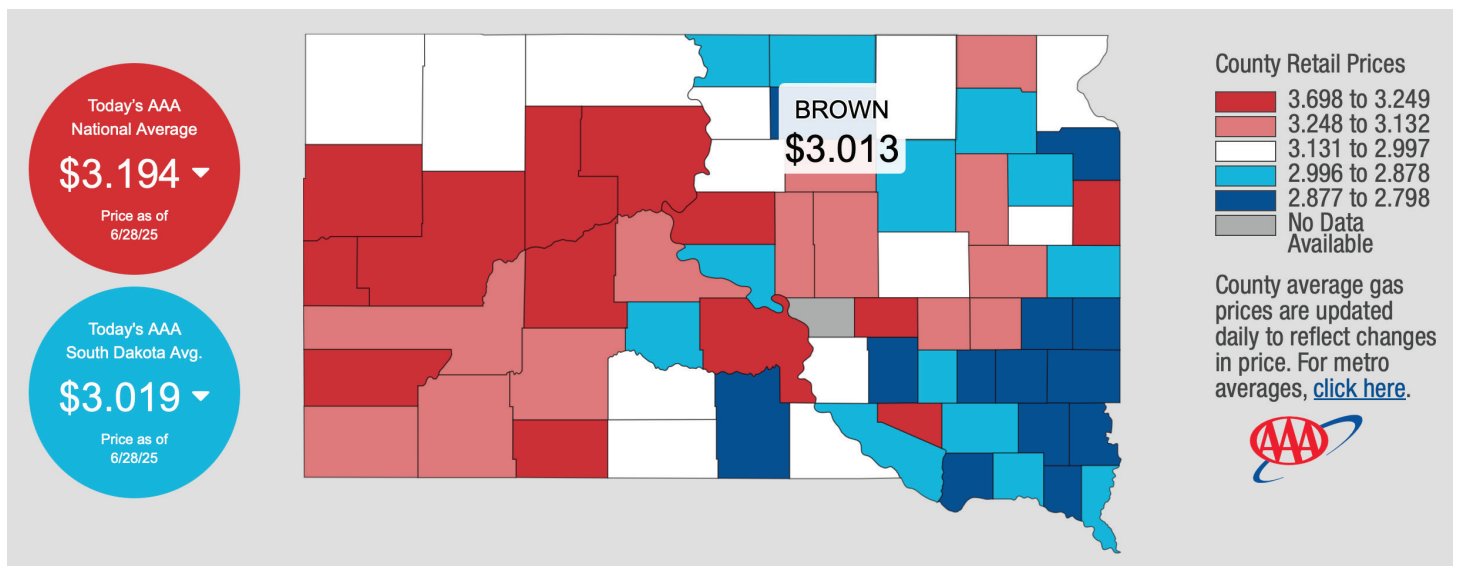 Today's AAA
National Average
$3.194
Price as of
6/28/25
Today's AAA
South Dakota Avg.
$3.019
Price as of
6/28/25
BROWN
$3.013
County Retail Prices
3.698 to 3.249
3.248 to 3.132
3.131 to 2.997
2.996 to 2.878
2.877 to 2.798
No Data
Available
County average gas
prices are updated
daily to reflect changes
in price. For metro
averages, click here.
AAA